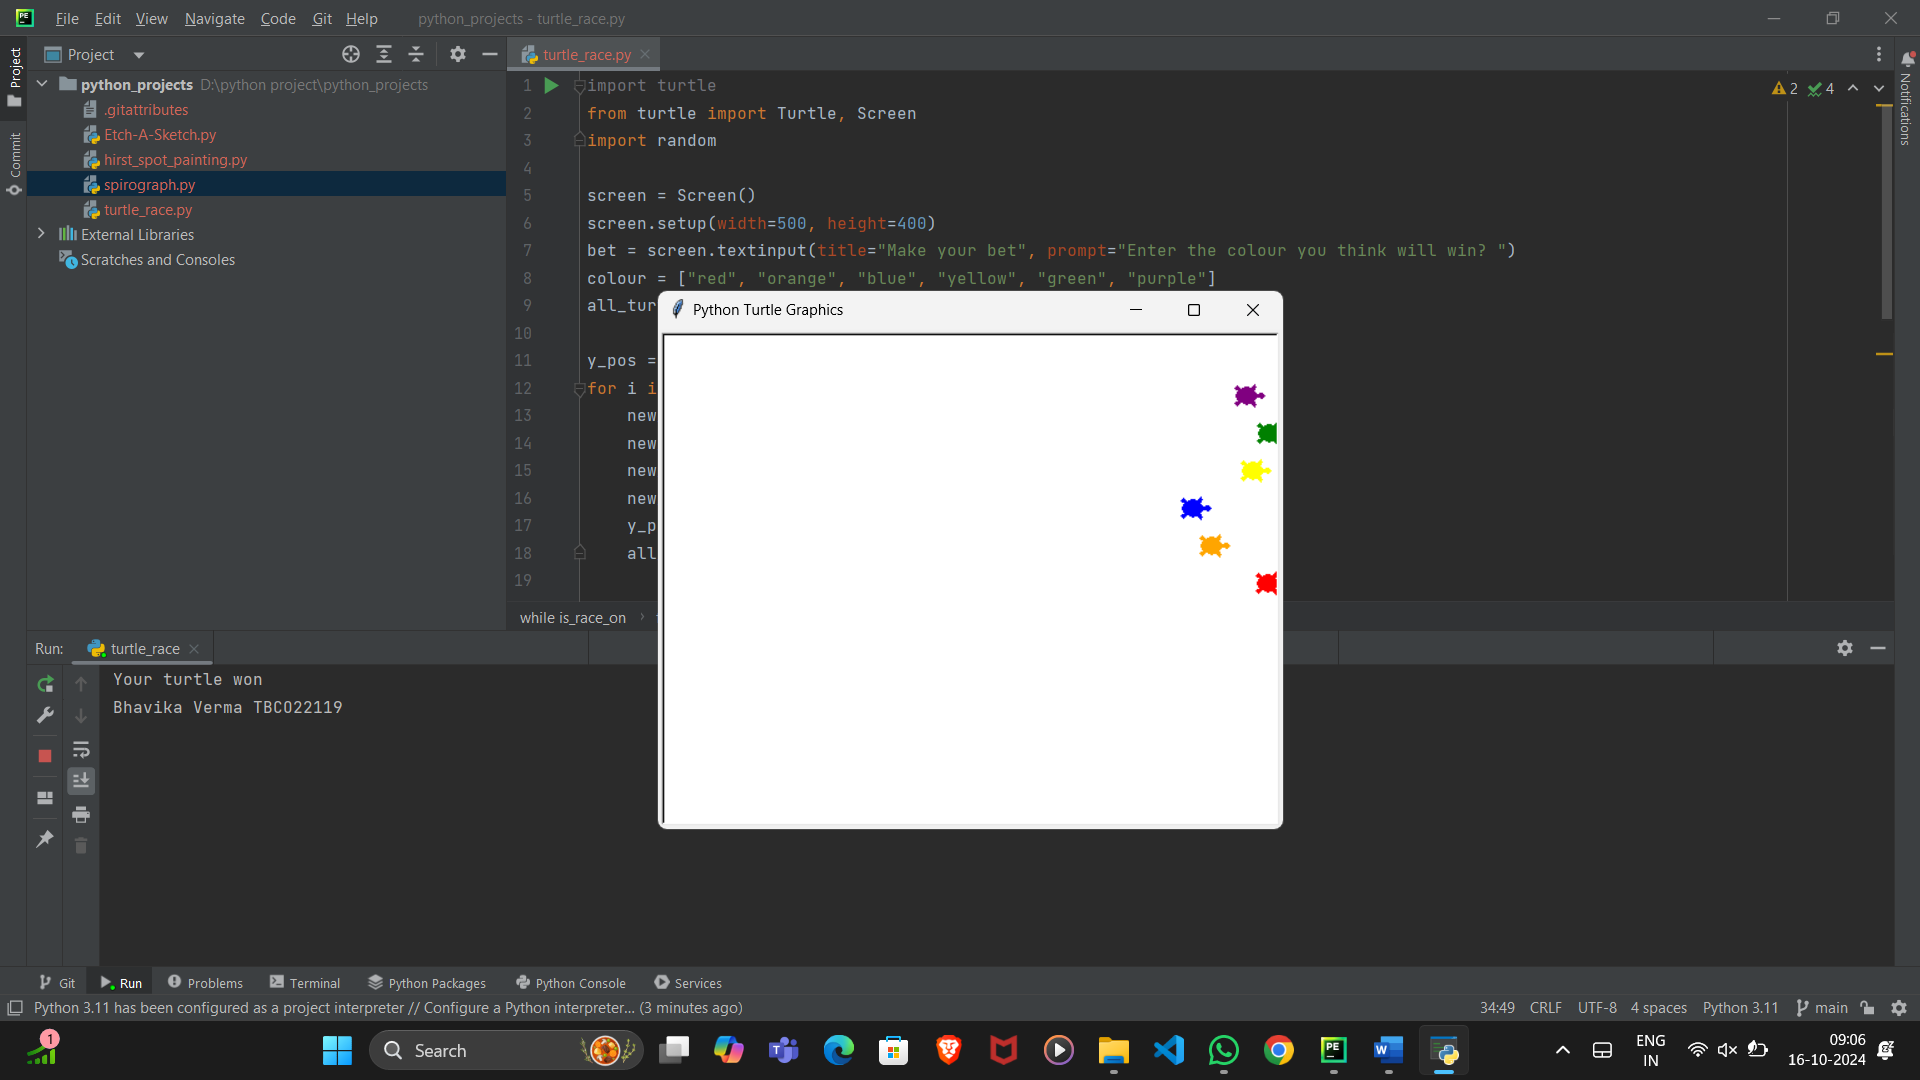 File Edit View Navigate Code Git Help python_projects - turtle_race.py
Project
turtle_race.py
Project
Commit
Notifications
python_projects D:\python project\python_projects
.gitattributes
Etch-A-Sketch.py
hirst_spot_painting.py
spirograph.py
turtle_race.py
External Libraries
Scratches and Consoles
2 4
1 import turtle
2 from turtle import Turtle, Screen
3 import random
4
5 screen = Screen()
6 screen.setup(width=500, height=400)
7 bet = screen.textinput(title="Make your bet", prompt="Enter the colour you think will win? ")
8 colour = ["red", "orange", "blue", "yellow", "green", "purple"]
9 all_tur
10
11 y_pos =
12 for i i
13 new
14 new
15 new
16 new
17 y_p
18 all
19
while is_race_on
Python Turtle Graphics
Run: turtle_race
Your turtle won
Bhavika Verma TBCO22119
Git Run Problems Terminal Python Packages Python Console Services
Python 3.11 has been configured as a project interpreter // Configure a Python interpreter... (3 minutes ago)
34:49 CRLF UTF-8 4 spaces Python 3.11 main
1
Search
ENG
IN
09:06
16-10-2024